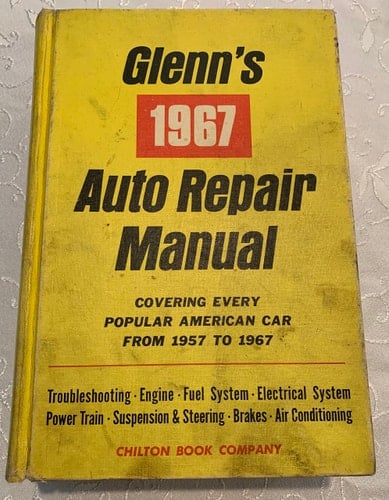 Glenn's
1967
Auto Repair
Manual
COVERING EVERY
POPULAR AMERICAN CAR
FROM 1957 TO 1967
Troubleshooting · Engine · Fuel System · Electrical System
Power Train · Suspension & Steering · Brakes · Air Conditioning
CHILTON BOOK COMPANY